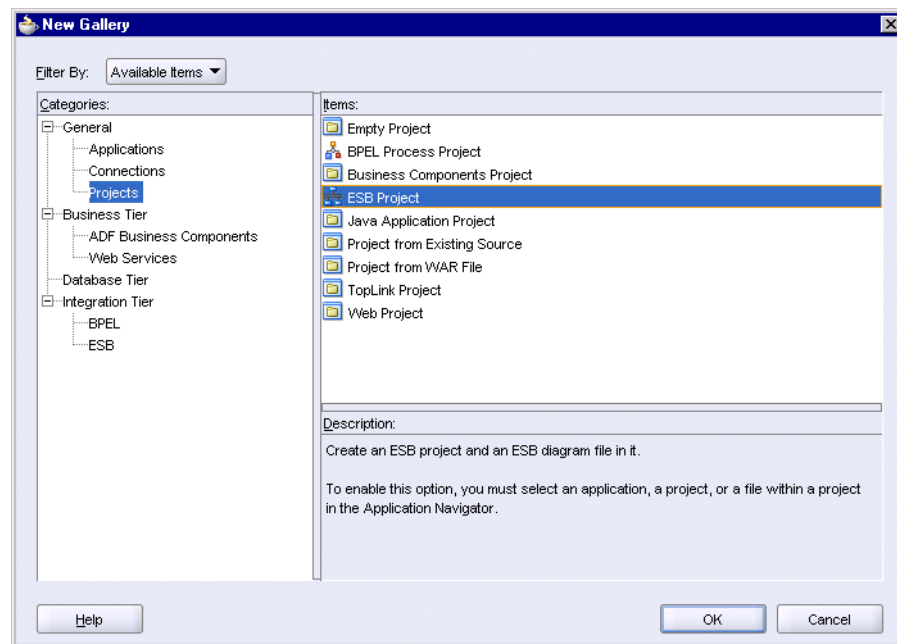 New Gallery
Filter By: Available Items
Categories:
General
Applications
Connections
Projects
Business Tier
ADF Business Components
Web Services
Database Tier
Integration Tier
BPEL
ESB
Items:
Empty Project
BPEL Process Project
Business Components Project
ESB Project
Java Application Project
Project from Existing Source
Project from WAR File
TopLink Project
Web Project
Description:
Create an ESB project and an ESB diagram file in it.
To enable this option, you must select an application, a project, or a file within a project
in the Application Navigator.
Help
OK
Cancel